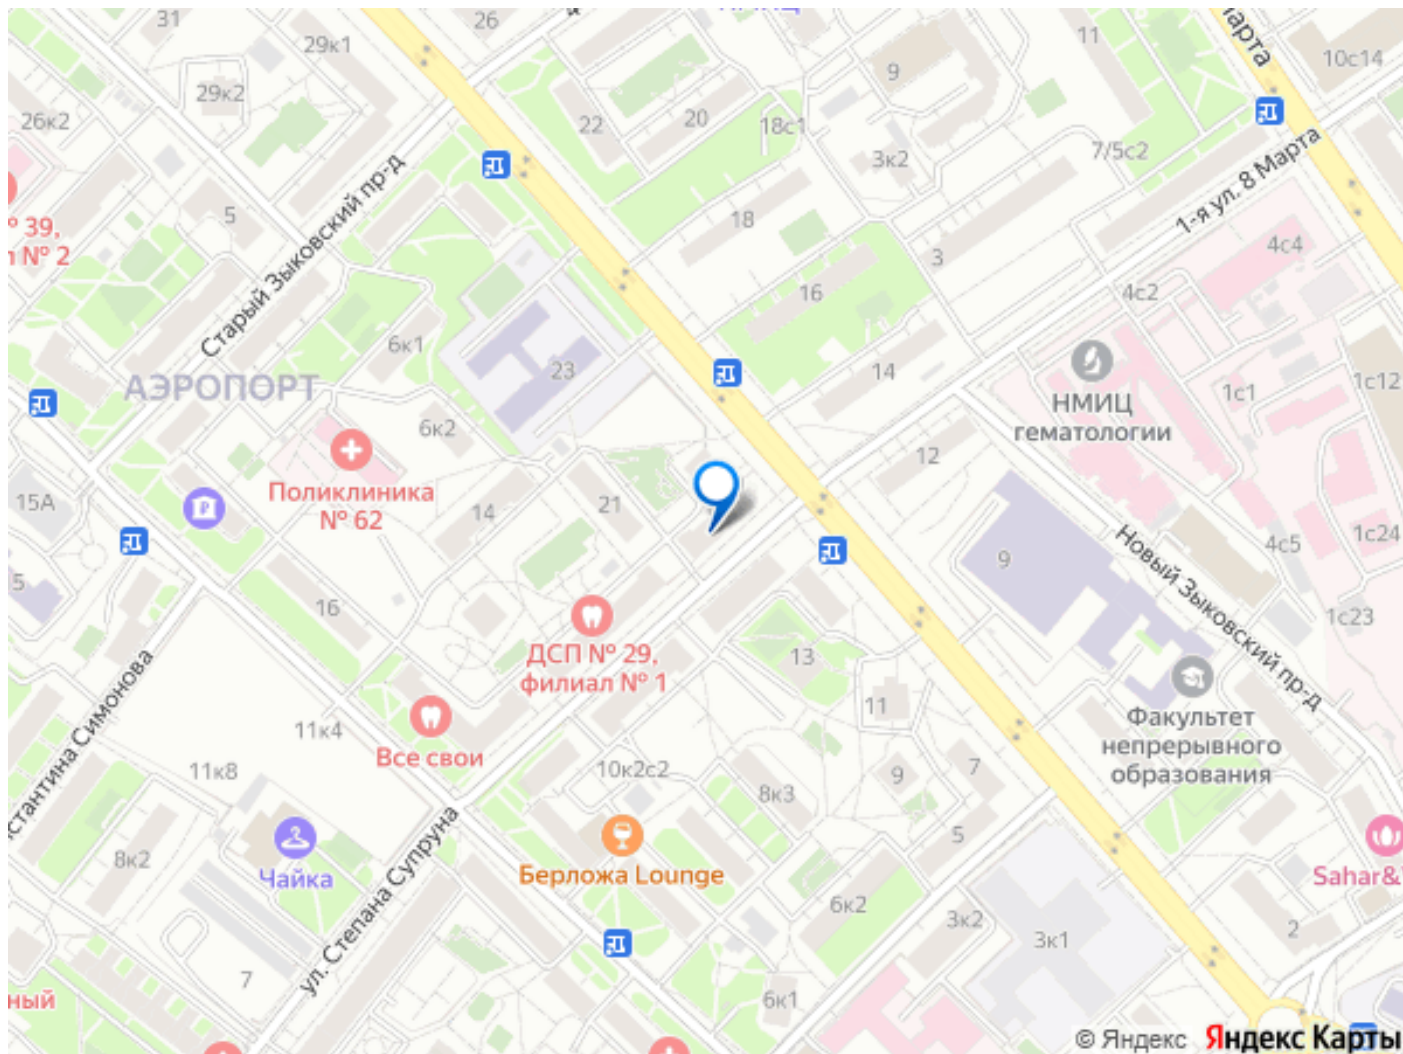 31
26
29к1
11
10с14
марта
29к2
9
26к2
22
20
18с1
3к2
7/5с2
1-я ул. 8 Марта
Старый Зыковский пр-д
5
№ 39,
№ 2
18
3
4с4
4с2
16
6к1
23
14
АЭРОПОРТ
НМИЦ
гематологии
1с1
1с12
6к2
12
Поликлиника
№ 62
15А
14
21
9
4с5
1с24
Новый Зыковский пр-д
5
16
1с23
ДСП № 29,
филиал № 1
13
11
Факультет
непрерывного
образования
11к4
Все свои
11к8
10к2с2
8к3
9
7
5
8к2
Чайка
ул. Степана Супруна
Берложа Lounge
Sahar&
6к2
3к2
3к1
2
7
6к1
ный
© Яндекс Яндекс Карты